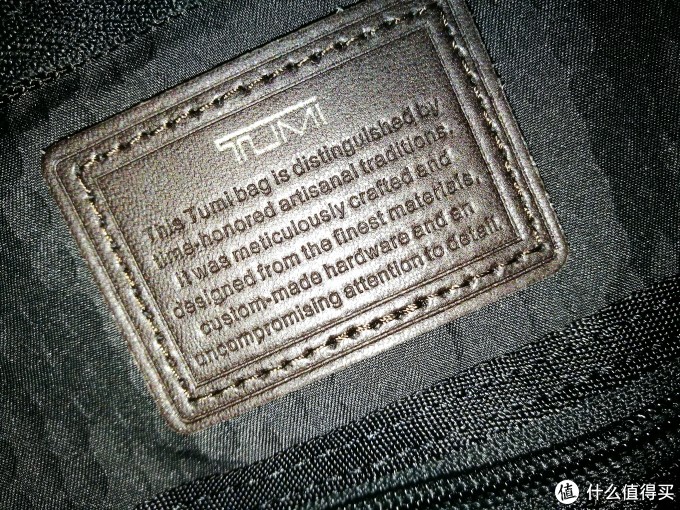 TUMI
This Tumi bag is distinguished by
time-honored artisanal traditions.
It was meticulously crafted and
designed from the finest materials,
custom-made hardware and an
uncompromising attention to detail.
值 什么值得买